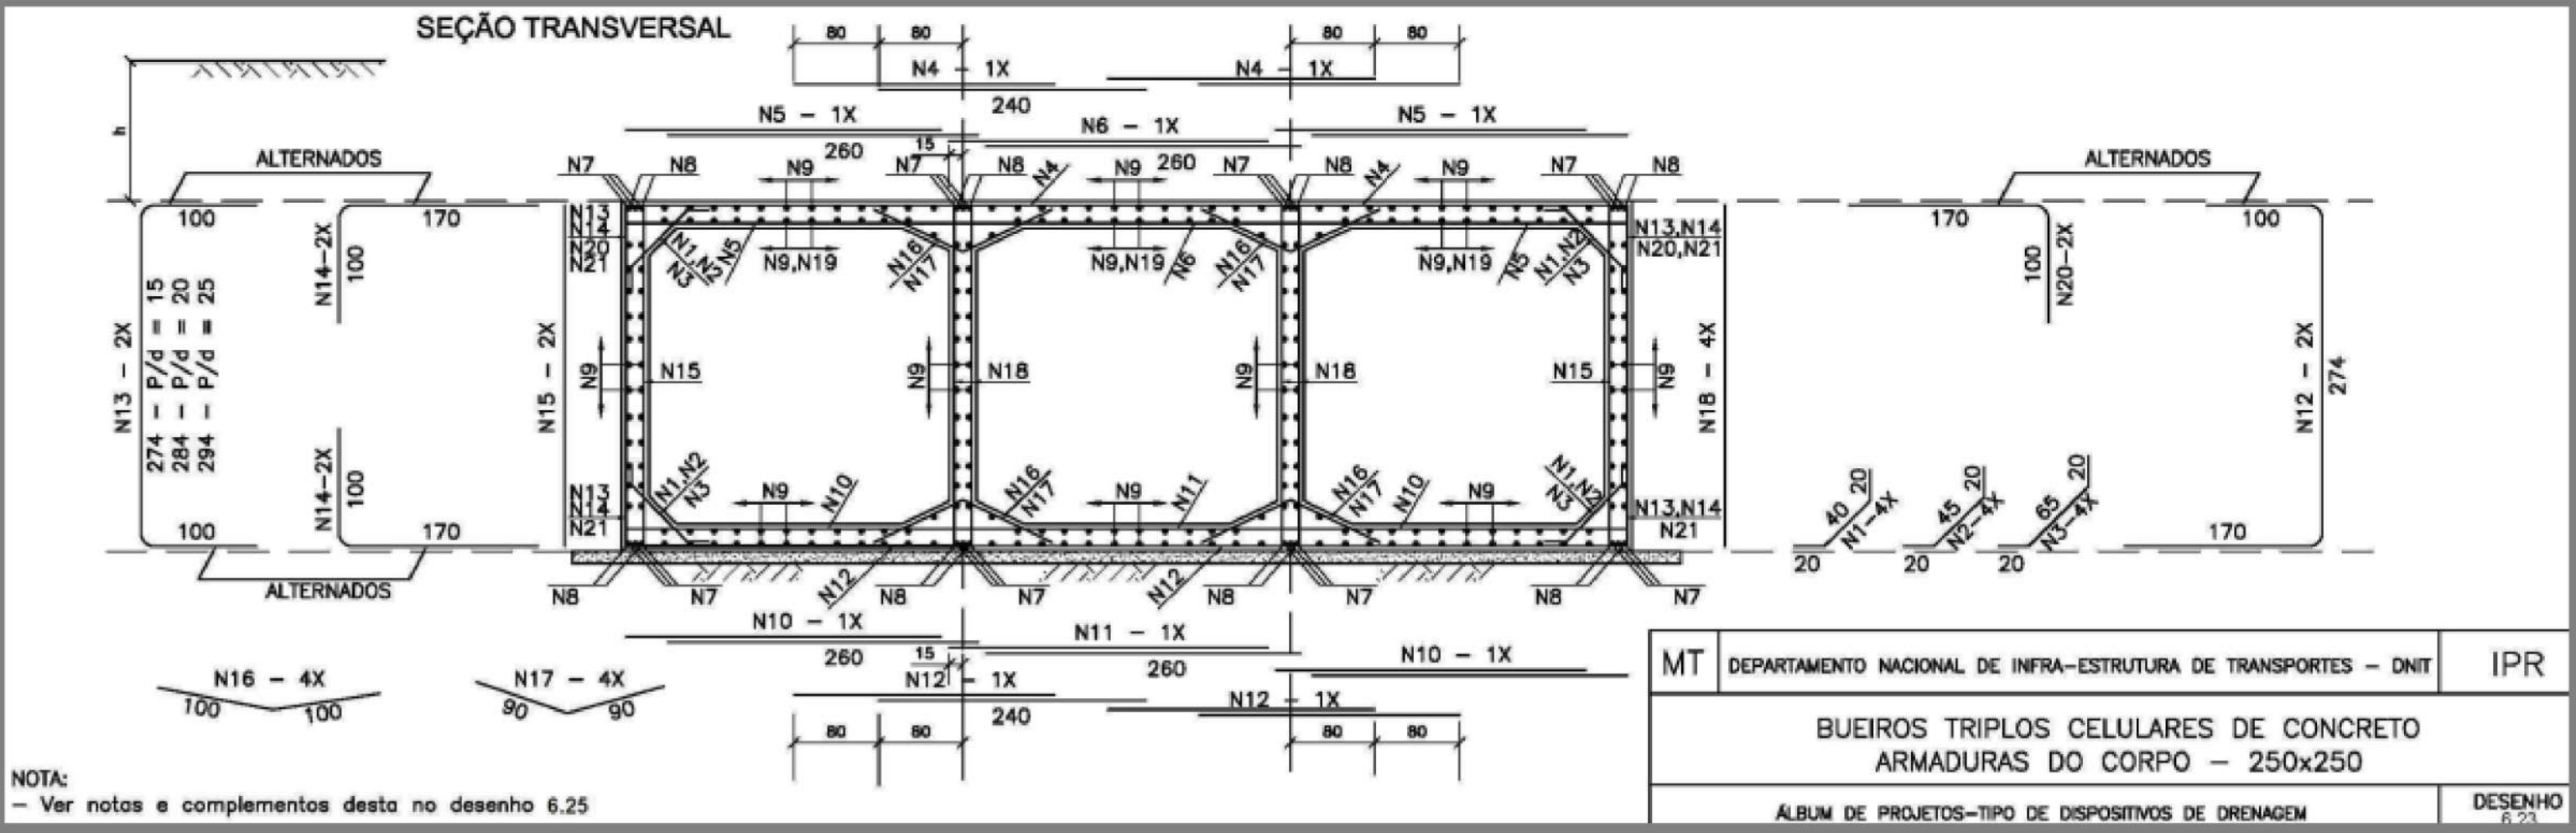 SEÇÃO TRANSVERSAL
80 80 80 80
N4 - 1X N4 - 1X
240
N5 - 1X N6 - 1X N5 - 1X
260 15 260
h
ALTERNADOS ALTERNADOS
N7 N8 N9 N7 N8 N4 N9 N7 N8 N4 N9 N7 N8
100 170 170 100
N13
N14
N20
N21
N13,N14
N20,N21
N1,N2
N3
N5
N9,N19
N16
N17
N9,N19
N6
N16
N17
N9,N19
N5
N1,N2
N3
N14-2X
100
100
N20-2X
N13 - 2X
274 - P/d = 15
284 - P/d = 20
294 - P/d = 25
N15 - 2X
N9 N15 N9 N18 N9 N18 N15 N9
N18 - 4X
N12 - 2X
274
N14-2X
100
N13
N14
N21
N1,N2
N3
N9
N10
N16
N17
N9
N11
N16
N17
N9
N10
N1,N2
N3
N13,N14
N21
100 170 170
40 20
N1-4X
20
45 20
N2-4X
20
65 20
N3-4X
20
ALTERNADOS
N8 N7 N12 N8 N7 N12 N8 N7 N8 N7
N10 - 1X N11 - 1X N10 - 1X
260 15 260
N12 - 1X N12 - 1X
240
80 80 80 80
N16 - 4X N17 - 4X
100 100 90 90
NOTA:
- Ver notas e complementos desta no desenho 6.25
MT DEPARTAMENTO NACIONAL DE INFRA-ESTRUTURA DE TRANSPORTES - DNIT IPR
BUEIROS TRIPLOS CELULARES DE CONCRETO
ARMADURAS DO CORPO - 250x250
ÁLBUM DE PROJETOS-TIPO DE DISPOSITIVOS DE DRENAGEM DESENHO
6.23